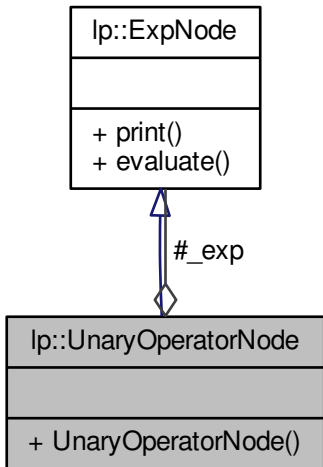 lp::ExpNode
+ print()
+ evaluate()
#_exp
lp::UnaryOperatorNode
+ UnaryOperatorNode()